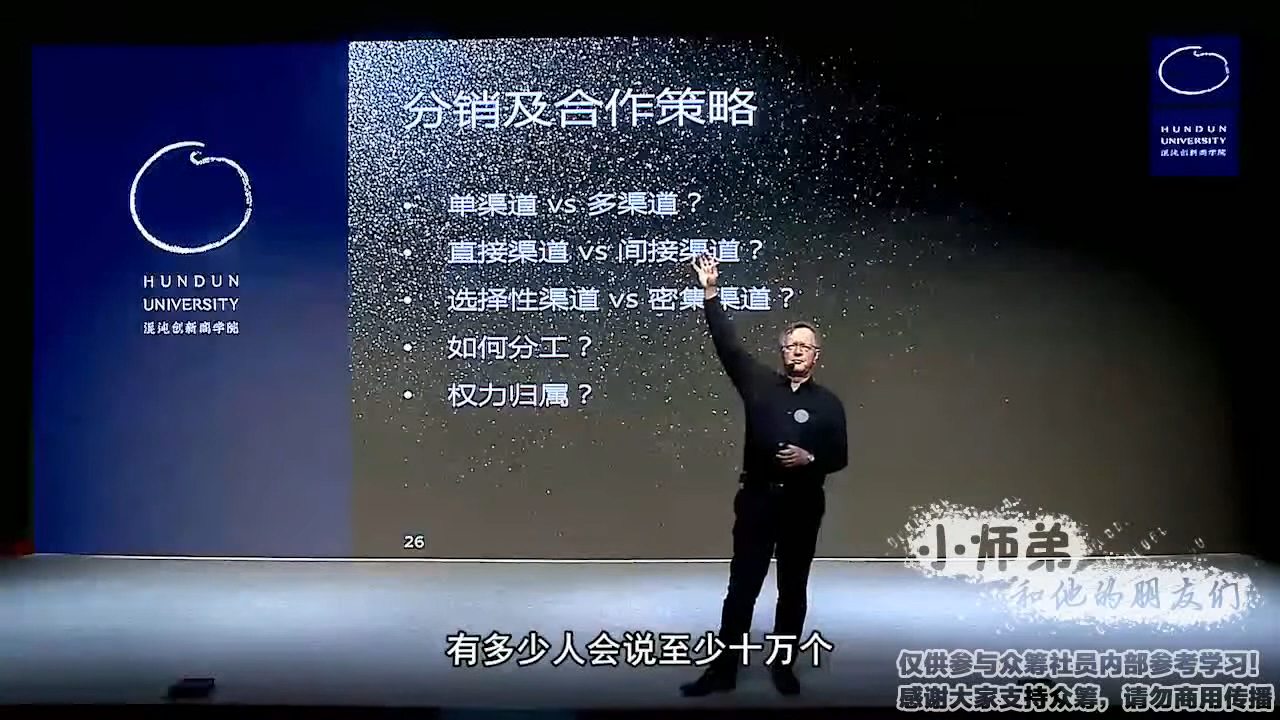 分销及合作策略
单渠道 vs 多渠道？
直接渠道 vs 间接渠道？
选择性渠道 vs 密集渠道？
如何分工？
权力归属？
26
HUNDUN
UNIVERSITY
混沌创新商学院
HUNDUN
UNIVERSITY
混沌创新商学院
小师弟
和他的朋友们
有多少人会说至少十万个
仅供参与众筹社员内部参考学习！
感谢大家支持众筹，请勿商用传播